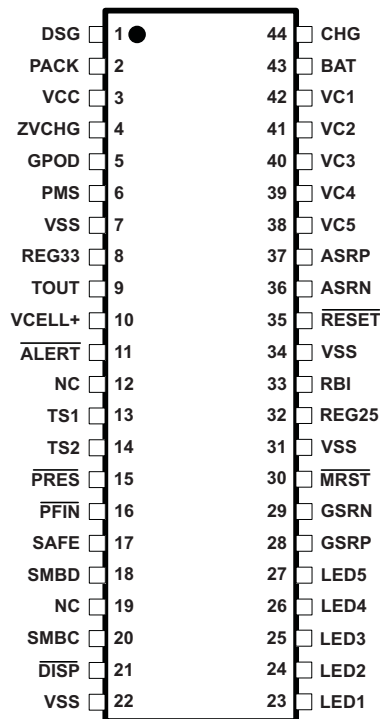 DSG 1 44 CHG
PACK 2 43 BAT
VCC 3 42 VC1
ZVCHG 4 41 VC2
GPOD 5 40 VC3
PMS 6 39 VC4
VSS 7 38 VC5
REG33 8 37 ASRP
TOUT 9 36 ASRN
VCELL+ 10 35 RESET
ALERT 11 34 VSS
NC 12 33 RBI
TS1 13 32 REG25
TS2 14 31 VSS
PRES 15 30 MRST
PFIN 16 29 GSRN
SAFE 17 28 GSRP
SMBD 18 27 LED5
NC 19 26 LED4
SMBC 20 25 LED3
DISP 21 24 LED2
VSS 22 23 LED1